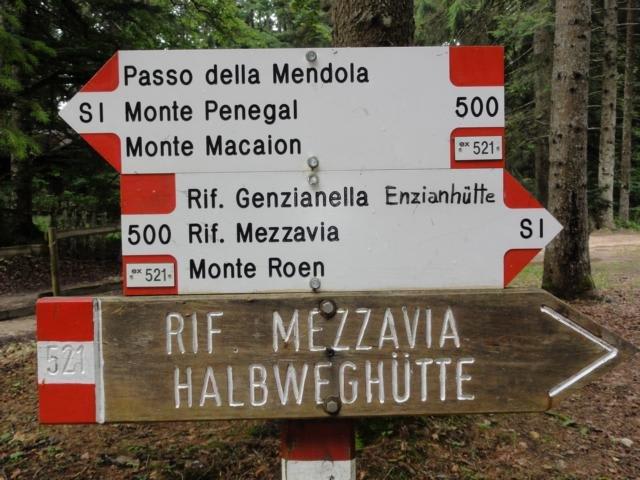 Passo della Mendola
SI Monte Penegal 500
Monte Macaion ex 521
Rif. Genzianella Enzianhütte
500 Rif. Mezzavia SI
ex 521 Monte Roen
RIF. MEZZAVIA
521
HALBWEGHÜTTE